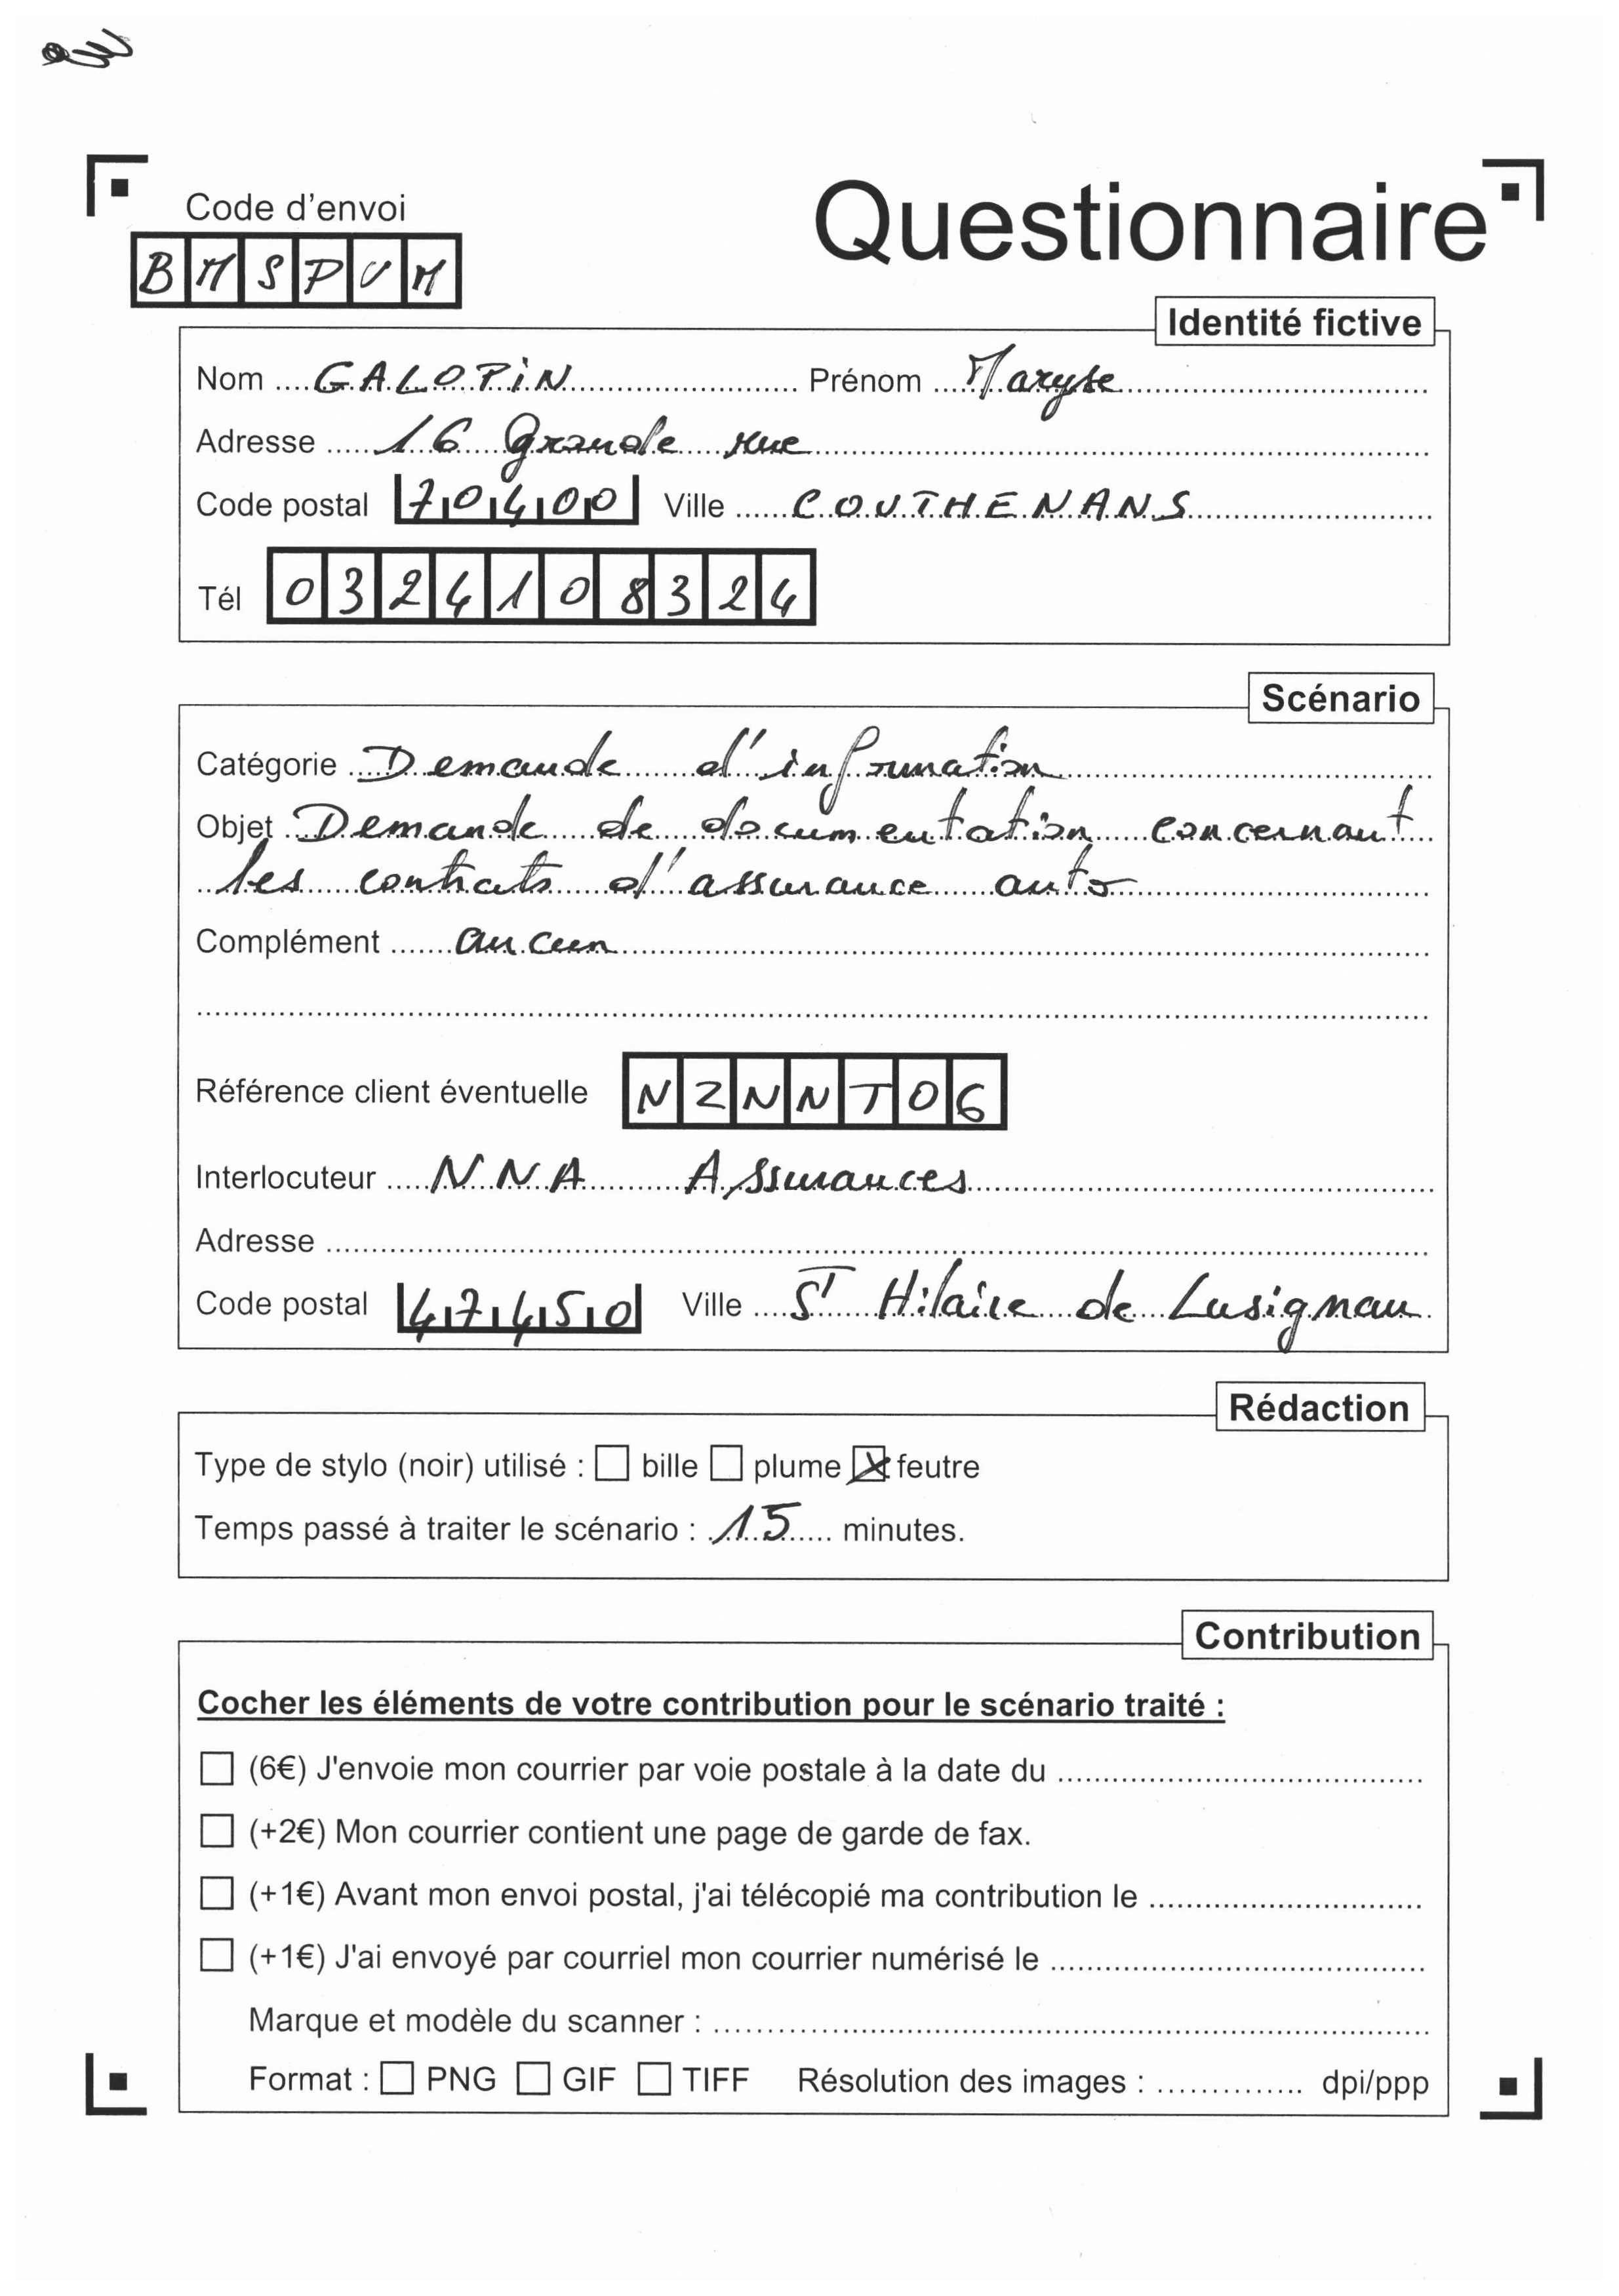 Code d'envoi
BMSPVM
Questionnaire
Identité fictive
Nom GALOPIN Prénom Maryse
Adresse 16 Grande rue
Code postal 70400 Ville COUTHENANS
Tél 0324108324
Scénario
Catégorie Demande d'information
Objet Demande de documentation concernant
les contrats d'assurance auto
Complément aucun
Référence client éventuelle NZNNT06
Interlocuteur NNA Assurances
Adresse
Code postal 47450 Ville ST Hilaire de Lusignan
Rédaction
Type de stylo (noir) utilisé : bille plume feutre
Temps passé à traiter le scénario : 15 minutes.
Contribution
Cocher les éléments de votre contribution pour le scénario traité :
(6€) J'envoie mon courrier par voie postale à la date du
(+2€) Mon courrier contient une page de garde de fax.
(+1€) Avant mon envoi postal, j'ai télécopié ma contribution le
(+1€) J'ai envoyé par courriel mon courrier numérisé le
Marque et modèle du scanner :
Format : PNG GIF TIFF Résolution des images : dpi/ppp